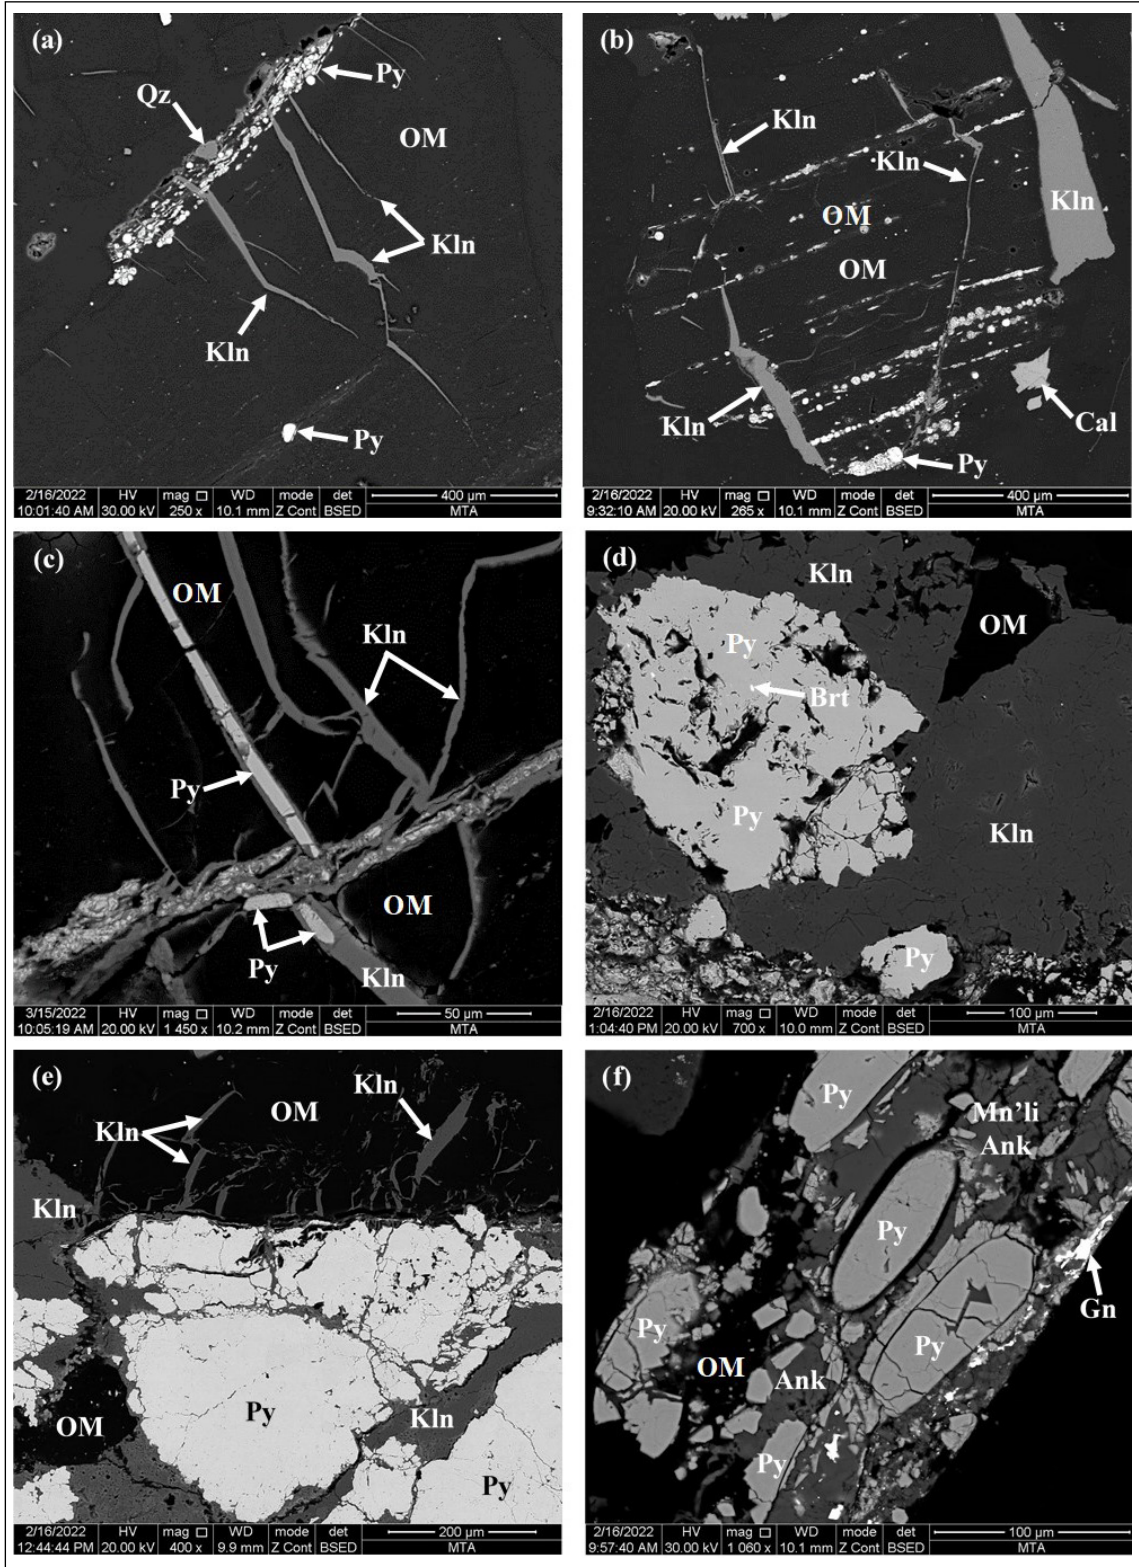 (a)
Py
Qz
OM
Kln
Kln
Py
2/16/2022 HV mag WD mode det 400 µm
10:01:40 AM 30.00 kV 250 x 10.1 mm Z Cont BSED MTA
(b)
Kln
Kln
Kln
OM
OM
Kln
Cal
Py
2/16/2022 HV mag WD mode det 400 µm
9:32:10 AM 20.00 kV 265 x 10.1 mm Z Cont BSED MTA
(c)
OM
Kln
Py
OM
Py
Kln
3/15/2022 HV mag WD mode det 50 µm
10:05:19 AM 20.00 kV 1 450 x 10.2 mm Z Cont BSED MTA
(d)
Kln
OM
Py
Brt
Py
Kln
Py
2/16/2022 HV mag WD mode det 100 µm
1:04:40 PM 20.00 kV 700 x 10.0 mm Z Cont BSED MTA
(e)
Kln
OM
Kln
Kln
Py
Kln
OM
Py
2/16/2022 HV mag WD mode det 200 µm
12:44:44 PM 20.00 kV 400 x 9.9 mm Z Cont BSED MTA
(f)
Py
Mn'li
Ank
Py
Gn
Py
Py
OM
Ank
Py
2/16/2022 HV mag WD mode det 100 µm
9:57:40 AM 30.00 kV 1 060 x 10.1 mm Z Cont BSED MTA